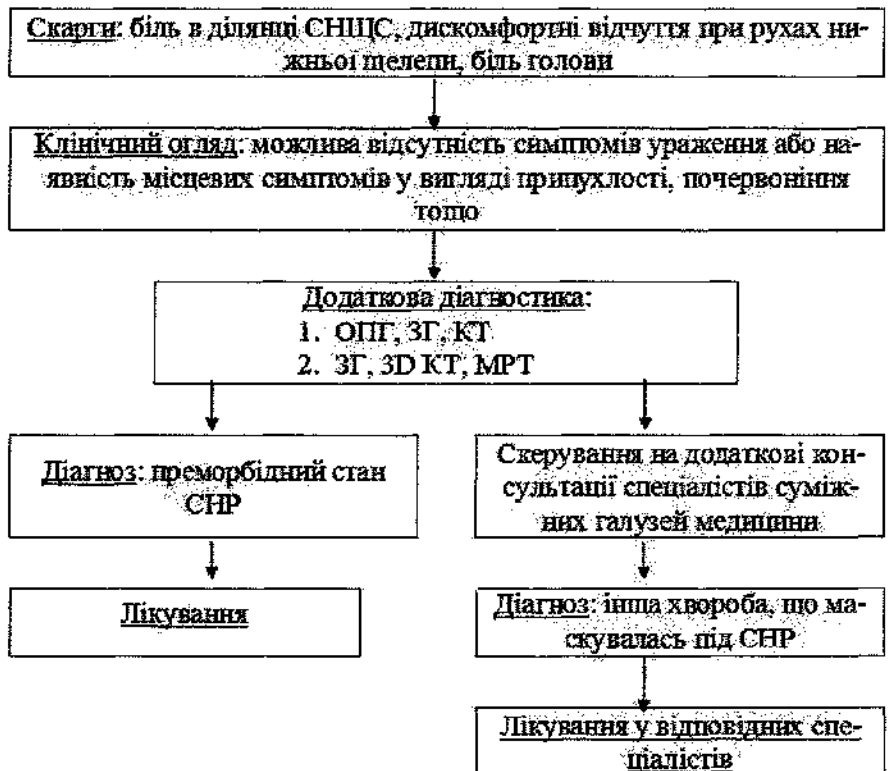 Скарги: біль в ділянці СНЩС, дискомфортні відчуття при рухах ни-
жньої щелепи, біль голови
Клінічний огляд: можлива відсутність симптомів ураження або на-
явність місцевих симптомів у вигляді припухлості, почервоніння
тощо
Додаткова діагностика:
1. ОПГ, ЗГ, КТ
2. ЗГ, 3D КТ, МРТ
Діагноз: преморбідний стан
СНР
Лікування
Скерування на додаткові кон-
сультації спеціалістів суміж-
них галузей медицини
Діагноз: інша хвороба, що ма-
скувалась під СНР
Лікування у відповідних спе-
ціалістів